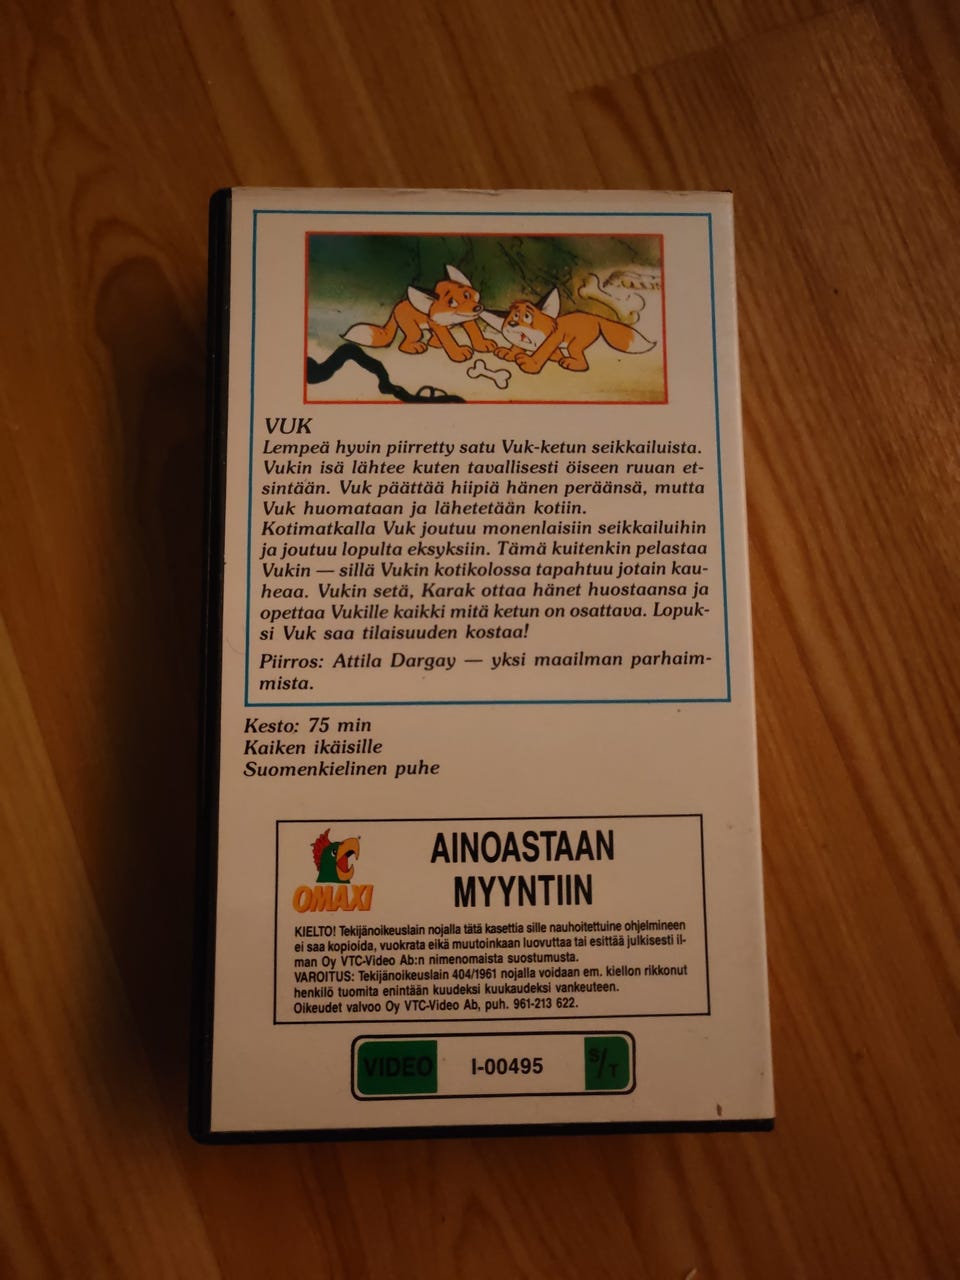 VUK
Lempeä hyvin piirretty satu Vuk-ketun seikkailuista.
Vukin isä lähtee kuten tavallisesti öiseen ruuan et-
sintään. Vuk päättää hiipiä hänen peräänsä, mutta
Vuk huomataan ja lähetetään kotiin.
Kotimatkalla Vuk joutuu monenlaisiin seikkailuihin
ja joutuu lopulta eksyksiin. Tämä kuitenkin pelastaa
Vukin — sillä Vukin kotikolossa tapahtuu jotain kau-
heaa. Vukin setä, Karak ottaa hänet huostaansa ja
opettaa Vukille kaikki mitä ketun on osattava. Lopuk-
si Vuk saa tilaisuuden kostaa!
Piirros: Attila Dargay — yksi maailman parhaim-
mista.
Kesto: 75 min
Kaiken ikäisille
Suomenkielinen puhe
OMAXI
AINOASTAAN
MYYNTIIN
KIELTO! Tekijänoikeuslain nojalla tätä kasettia sille nauhoitettuine ohjelmineen
ei saa kopioida, vuokrata eikä muutoinkaan luovuttaa tai esittää julkisesti il-
man Oy VTC-Video Ab:n nimenomaista suostumusta.
VAROITUS: Tekijänoikeuslain 404/1961 nojalla voidaan em. kiellon rikkonut
henkilö tuomita enintään kuudeksi kuukaudeksi vankeuteen.
Oikeudet valvoo Oy VTC-Video Ab, puh. 961-213 622.
VIDEO I-00495 S/T